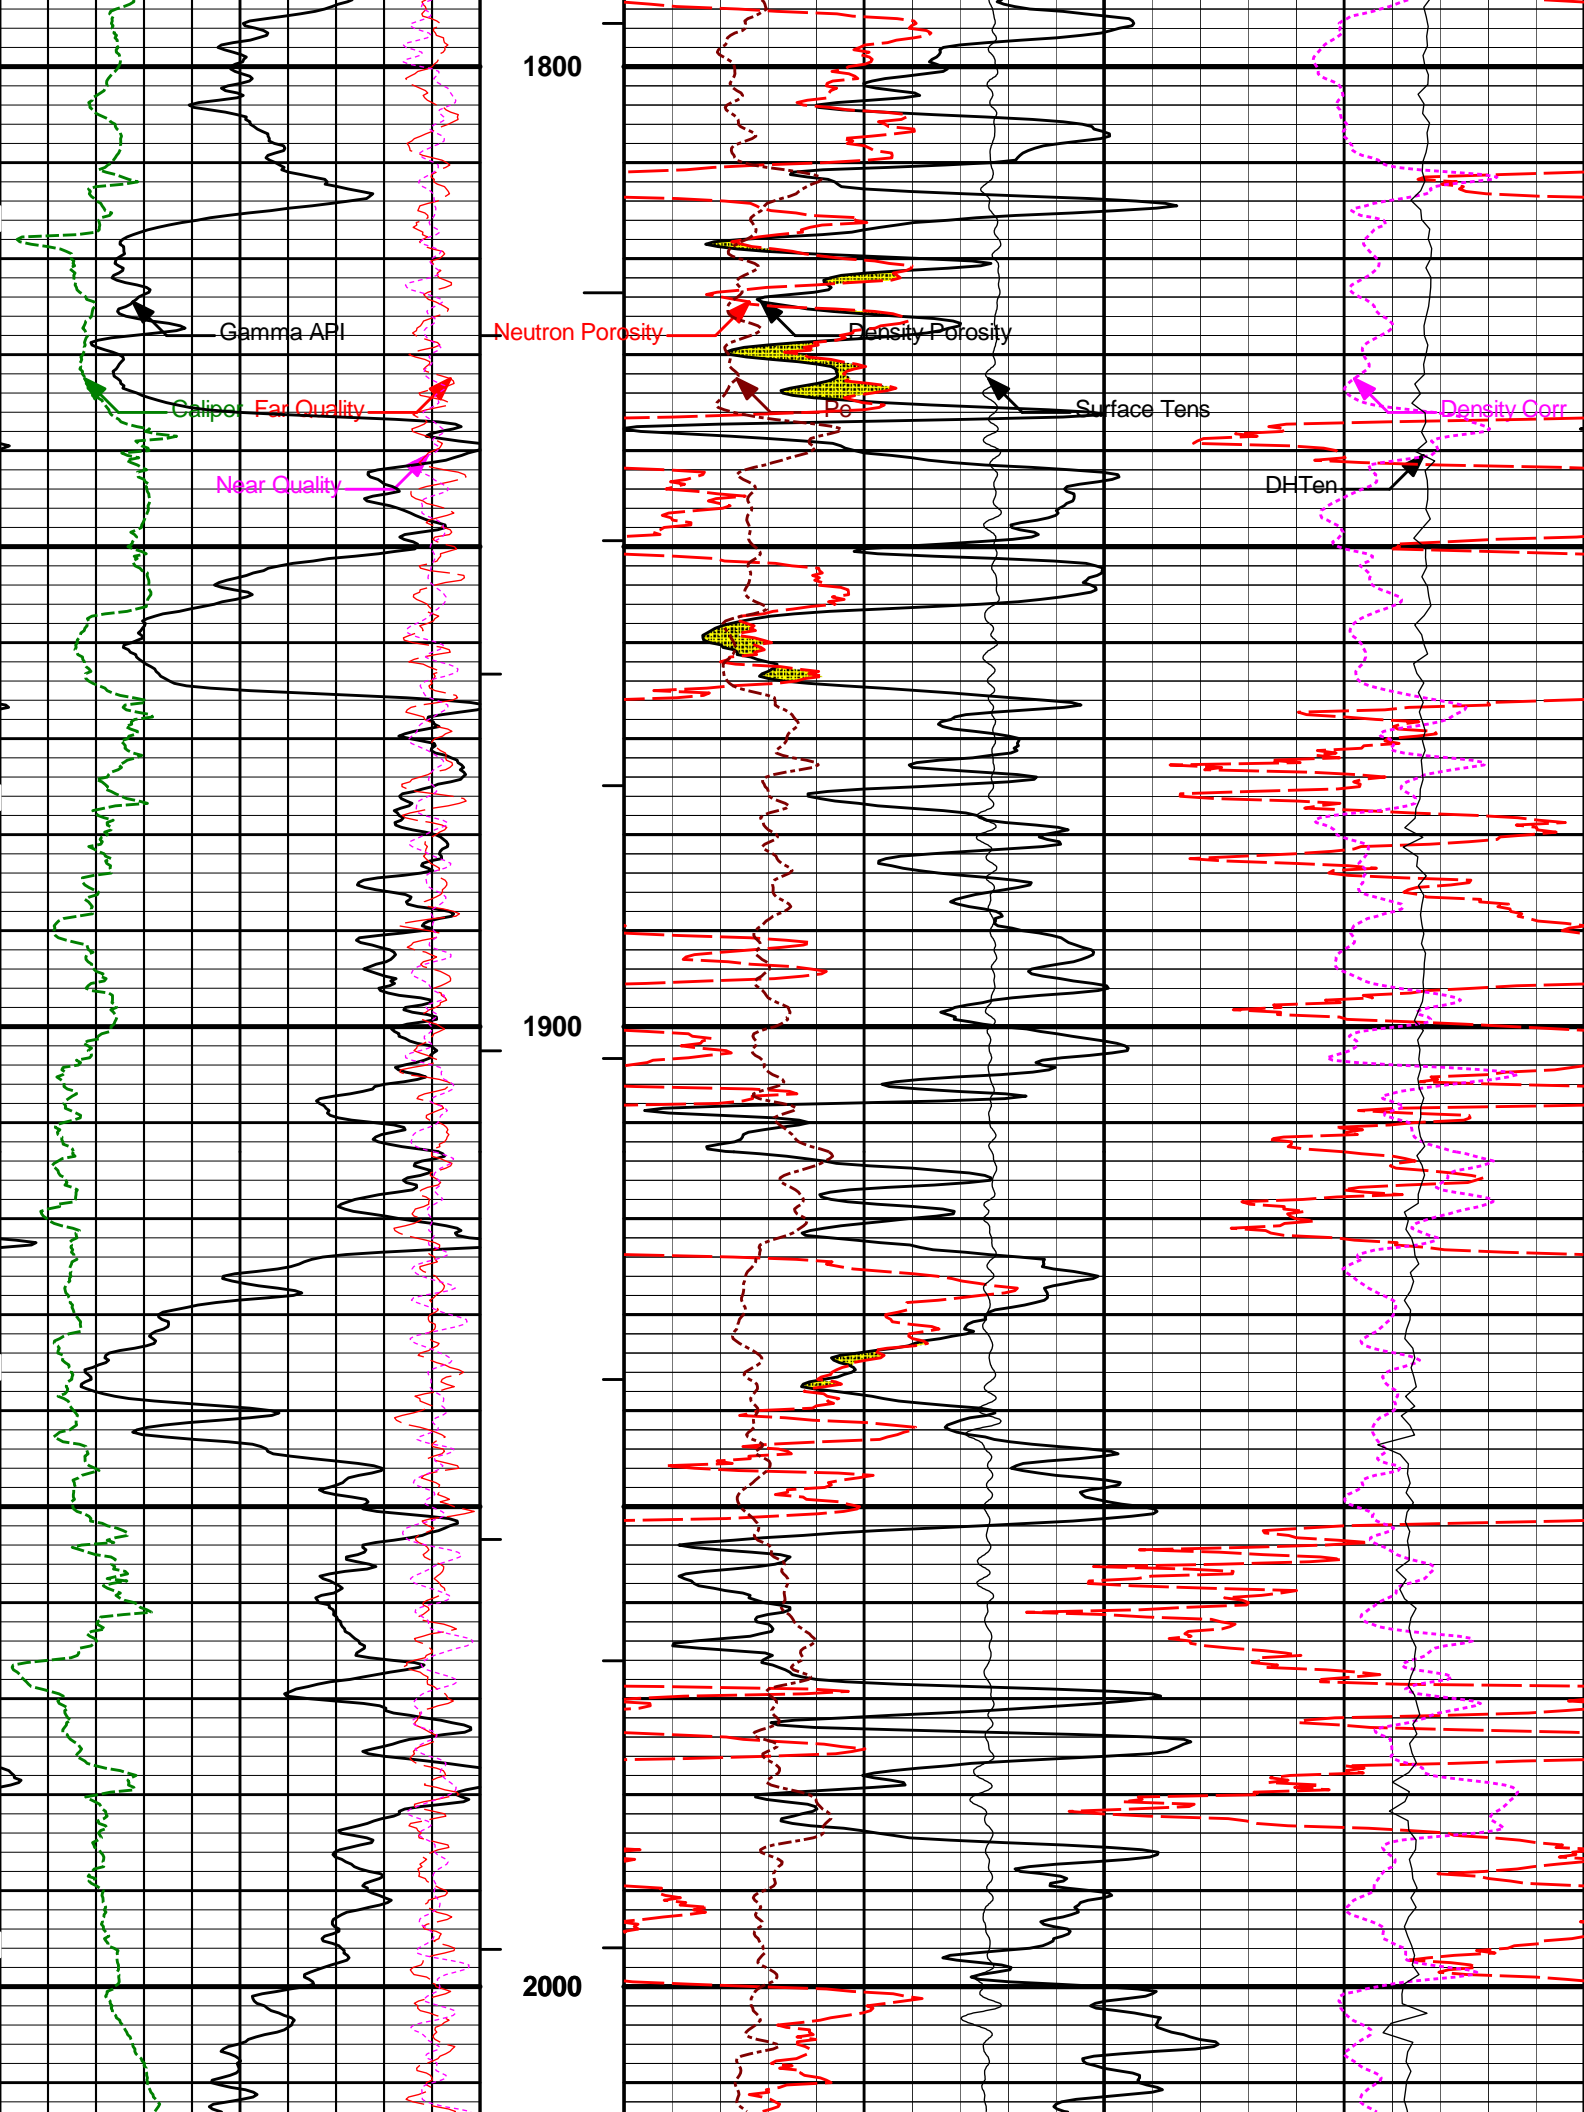 1800
Gamma API
Neutron Porosity
Density Porosity
Caliper
Far Quality
Pe
Surface Tens
Density Corr
Near Quality
DHTen
1900
2000